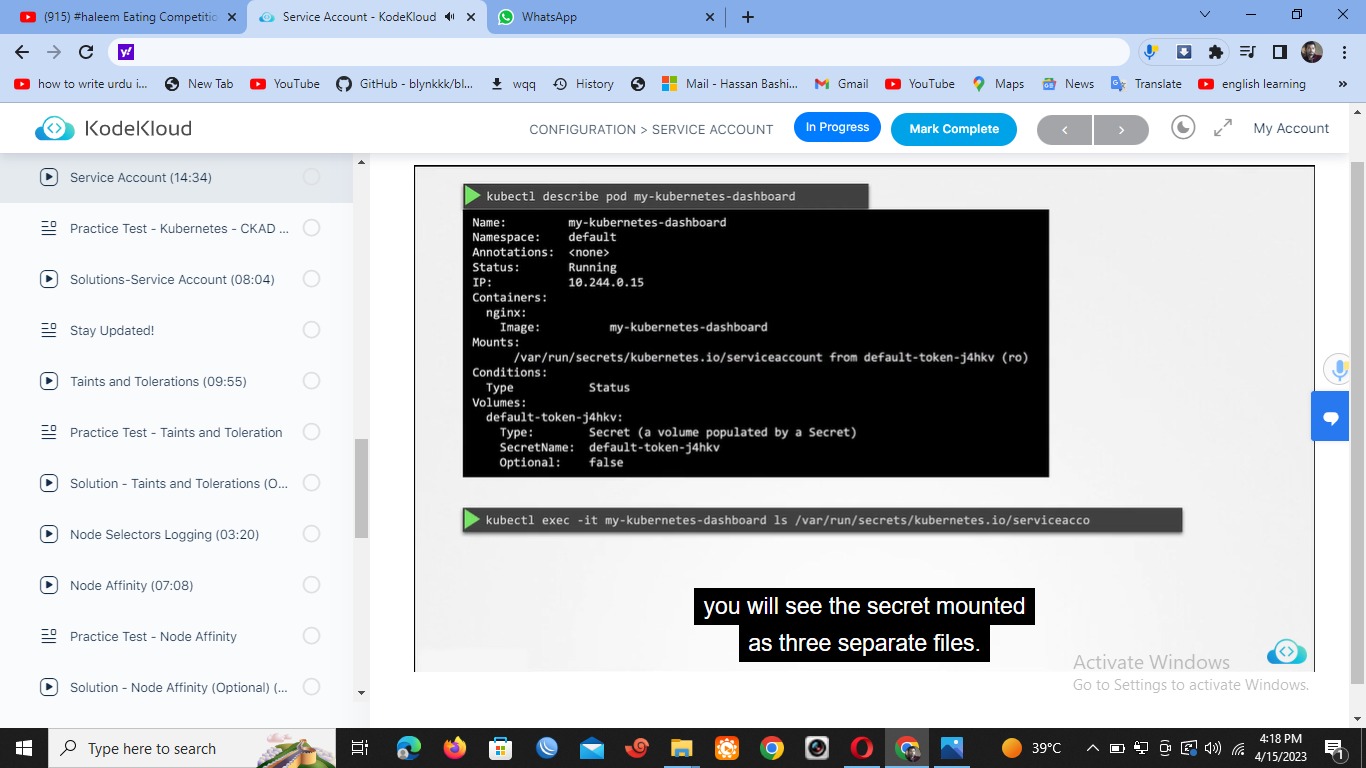 (915) #haleem Eating Competitio
Service Account - KodeKloud
WhatsApp
how to write urdu i...
New Tab
YouTube
GitHub - blynkkk/bl...
wqq
History
Mail - Hassan Bashi...
Gmail
YouTube
Maps
News
Translate
english learning
»
KodeKloud
CONFIGURATION > SERVICE ACCOUNT
In Progress
Mark Complete
My Account
Service Account (14:34)
Practice Test - Kubernetes - CKAD ...
Solutions-Service Account (08:04)
Stay Updated!
Taints and Tolerations (09:55)
Practice Test - Taints and Toleration
Solution - Taints and Tolerations (O...
Node Selectors Logging (03:20)
Node Affinity (07:08)
Practice Test - Node Affinity
Solution - Node Affinity (Optional) (...
kubectl describe pod my-kubernetes-dashboard
Name: my-kubernetes-dashboard
Namespace: default
Annotations: <none>
Status: Running
IP: 10.244.0.15
Containers:
nginx:
Image: my-kubernetes-dashboard
Mounts:
/var/run/secrets/kubernetes.io/serviceaccount from default-token-j4hkv (ro)
Conditions:
Type Status
Volumes:
default-token-j4hkv:
Type: Secret (a volume populated by a Secret)
SecretName: default-token-j4hkv
Optional: false
kubectl exec -it my-kubernetes-dashboard ls /var/run/secrets/kubernetes.io/serviceacco
you will see the secret mounted
as three separate files.
Activate Windows
Go to Settings to activate Windows.
Type here to search
39°C
4:18 PM
4/15/2023
1